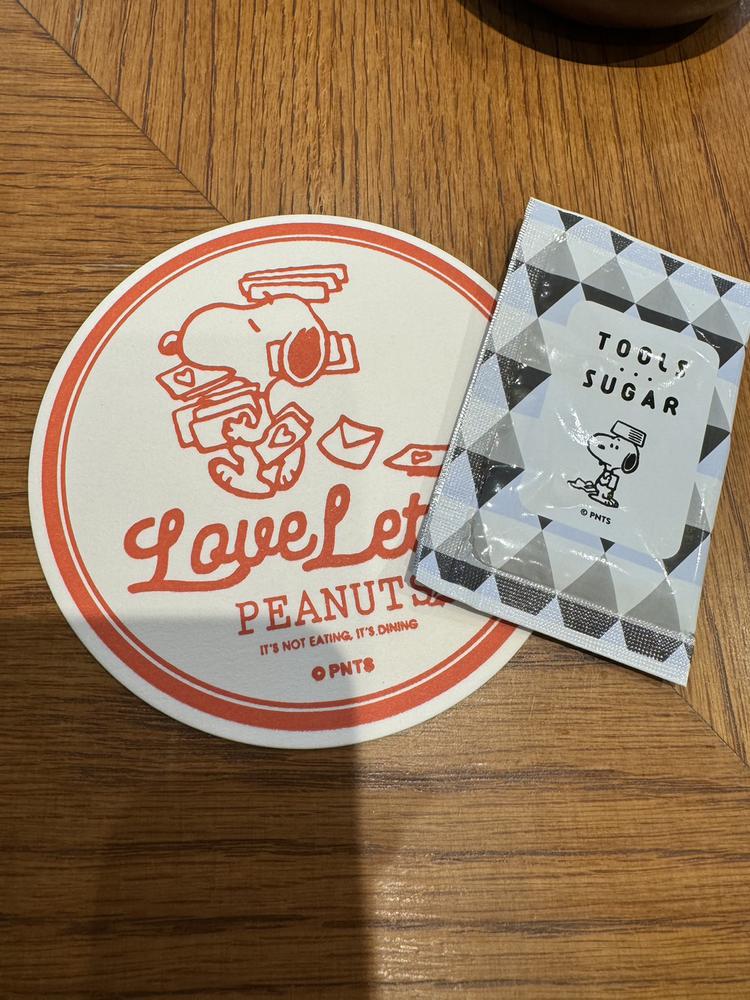 LoveLet
PEANUTS
IT'S NOT EATING, IT'S DINING
© PNTS
TOOLS
SUGAR
© PNTS